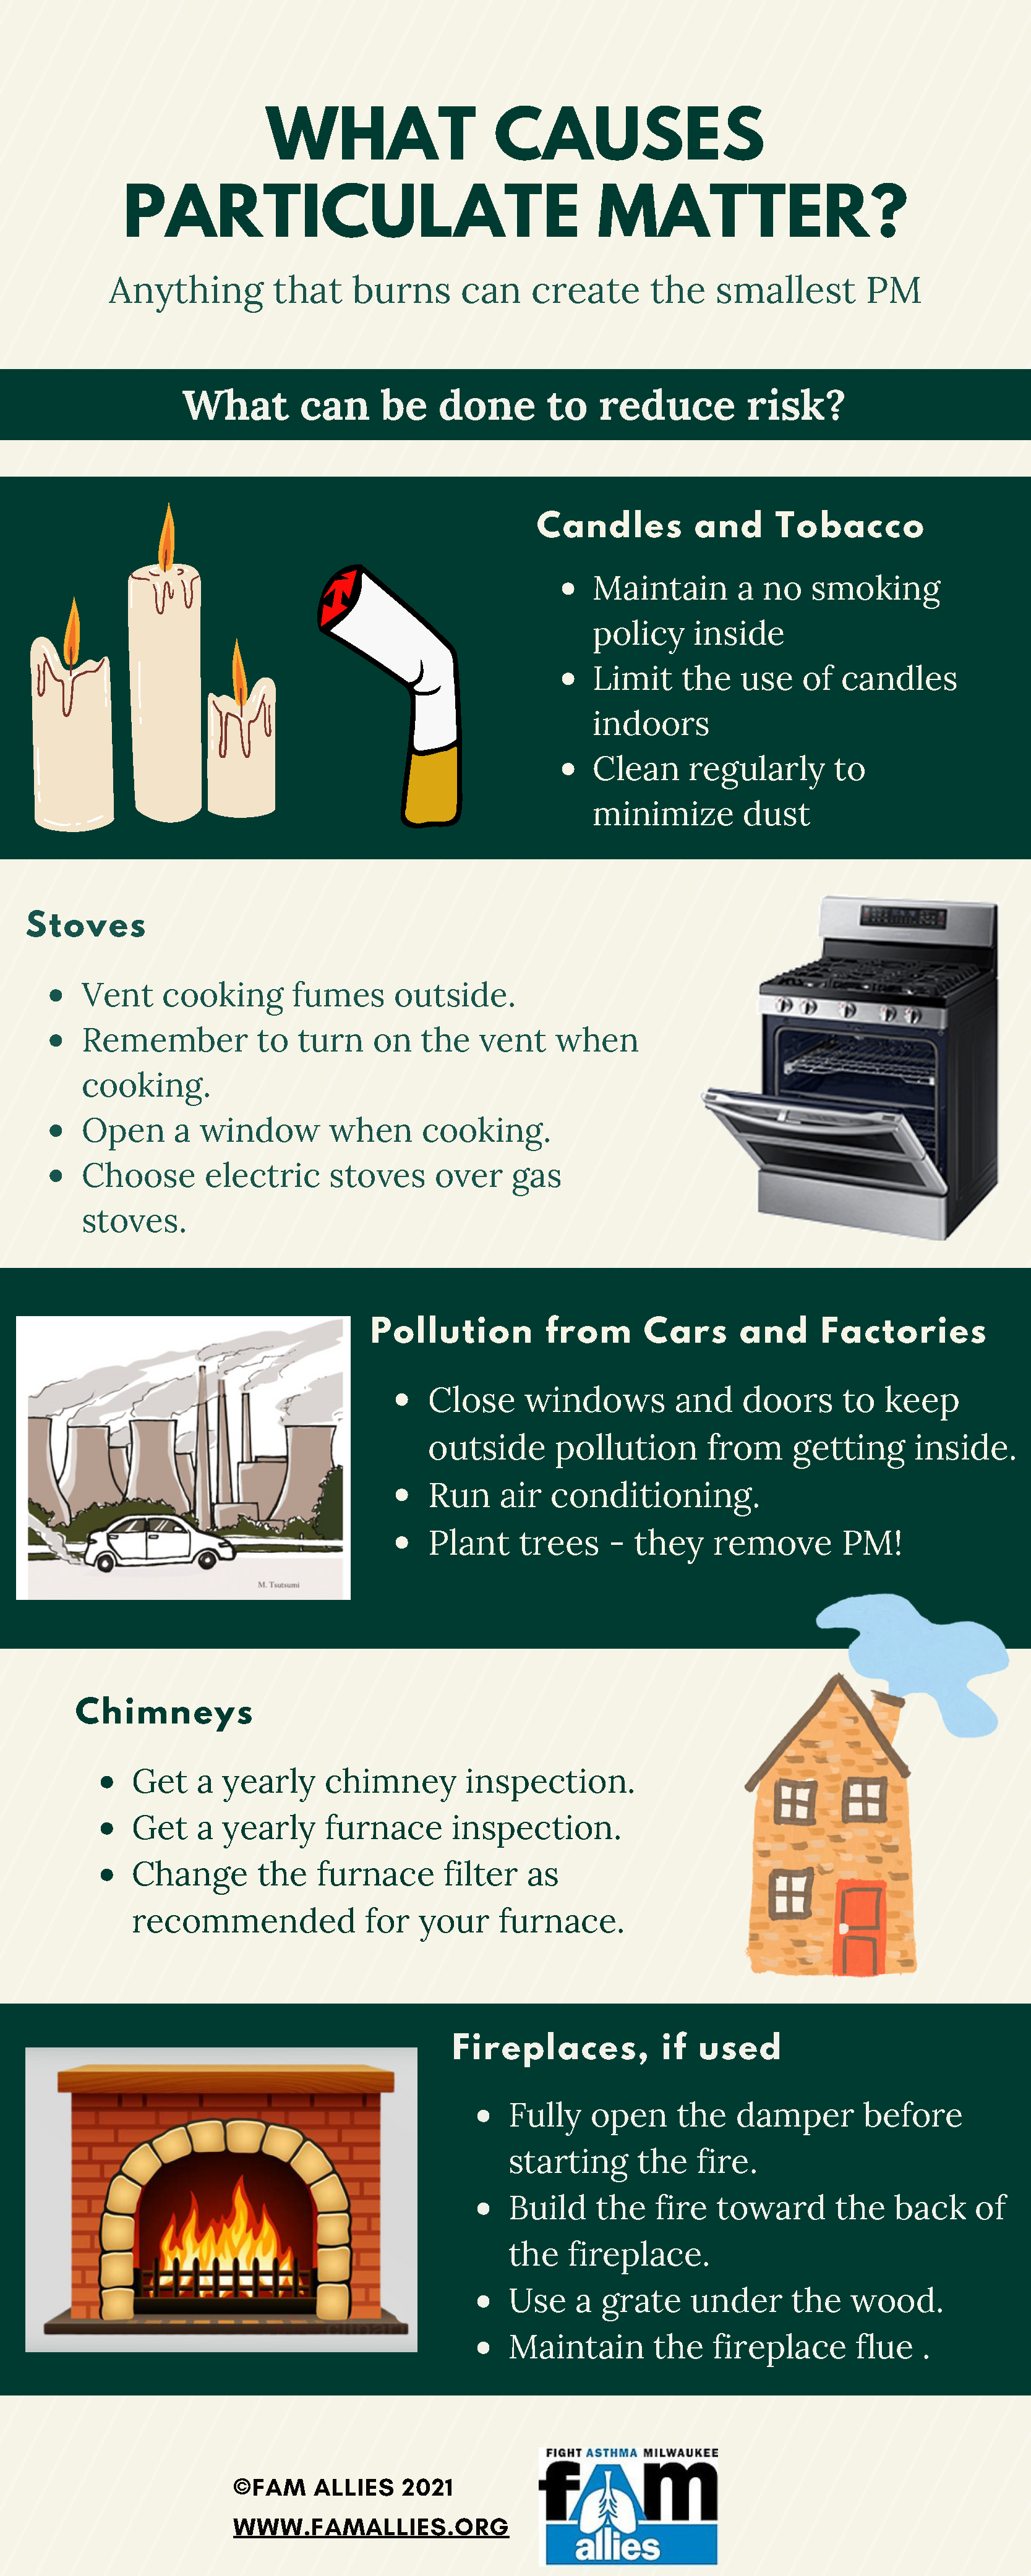 WHAT CAUSES
PARTICULATE MATTER?
Anything that burns can create the smallest PM
What can be done to reduce risk?
Candles and Tobacco
• Maintain a no smoking
policy inside
• Limit the use of candles
indoors
• Clean regularly to
minimize dust
Stoves
• Vent cooking fumes outside.
• Remember to turn on the vent when
cooking.
• Open a window when cooking.
• Choose electric stoves over gas
stoves.
Pollution from Cars and Factories
• Close windows and doors to keep
outside pollution from getting inside.
• Run air conditioning.
• Plant trees - they remove PM!
M. Tsutsumi
Chimneys
• Get a yearly chimney inspection.
• Get a yearly furnace inspection.
• Change the furnace filter as
recommended for your furnace.
Fireplaces, if used
• Fully open the damper before
starting the fire.
• Build the fire toward the back of
the fireplace.
• Use a grate under the wood.
• Maintain the fireplace flue .
©FAM ALLIES 2021
WWW.FAMALLIES.ORG
FIGHT ASTHMA MILWAUKEE
fAm
allies